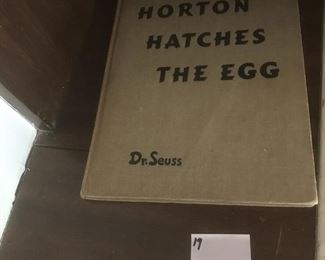 HORTON
HATCHES
THE EGG
Dr. Seuss
19